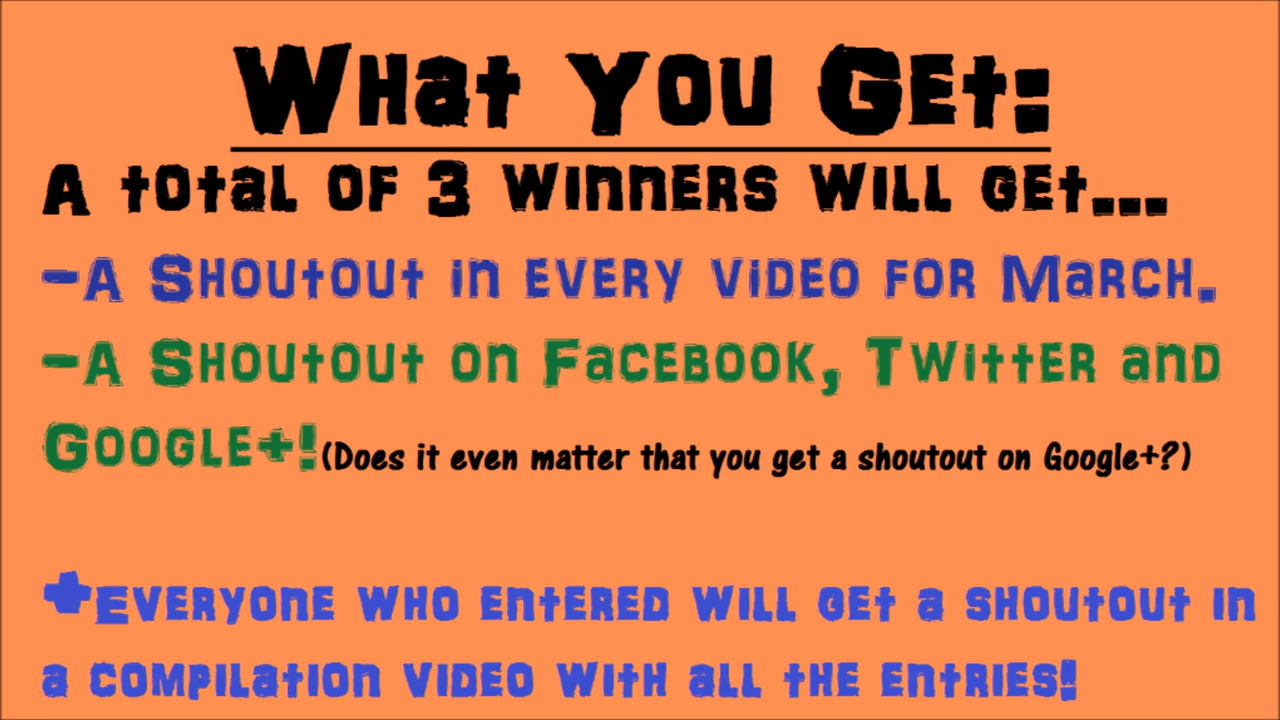 What You Get:
A total of 3 winners will get...
-A Shoutout in every video for March.
-A Shoutout on Facebook, Twitter and
Google+!(Does it even matter that you get a shoutout on Google+?)
+Everyone who entered will get a shoutout in
a compilation video with all the entries!